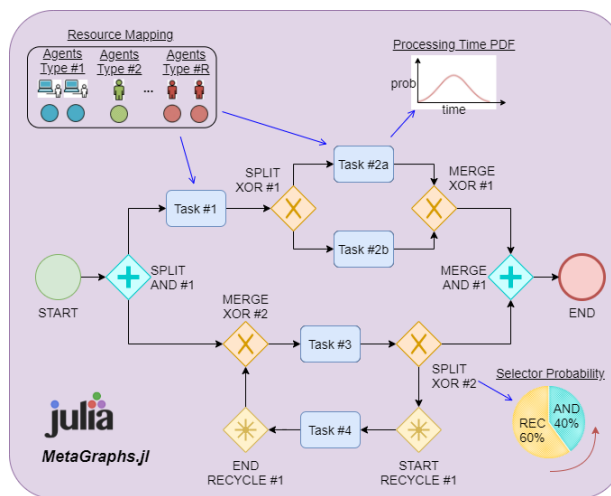 Resource Mapping
Agents
Type #1
Agents
Type #2
...
Agents
Type #R
Processing Time PDF
prob
time
Task #1
SPLIT
XOR #1
Task #2a
Task #2b
MERGE
XOR #1
START
SPLIT
AND #1
MERGE
AND #1
END
MERGE
XOR #2
Task #3
SPLIT
XOR #2
Selector Probability
REC
60%
AND
40%
julia
MetaGraphs.jl
Task #4
END
RECYCLE #1
START
RECYCLE #1